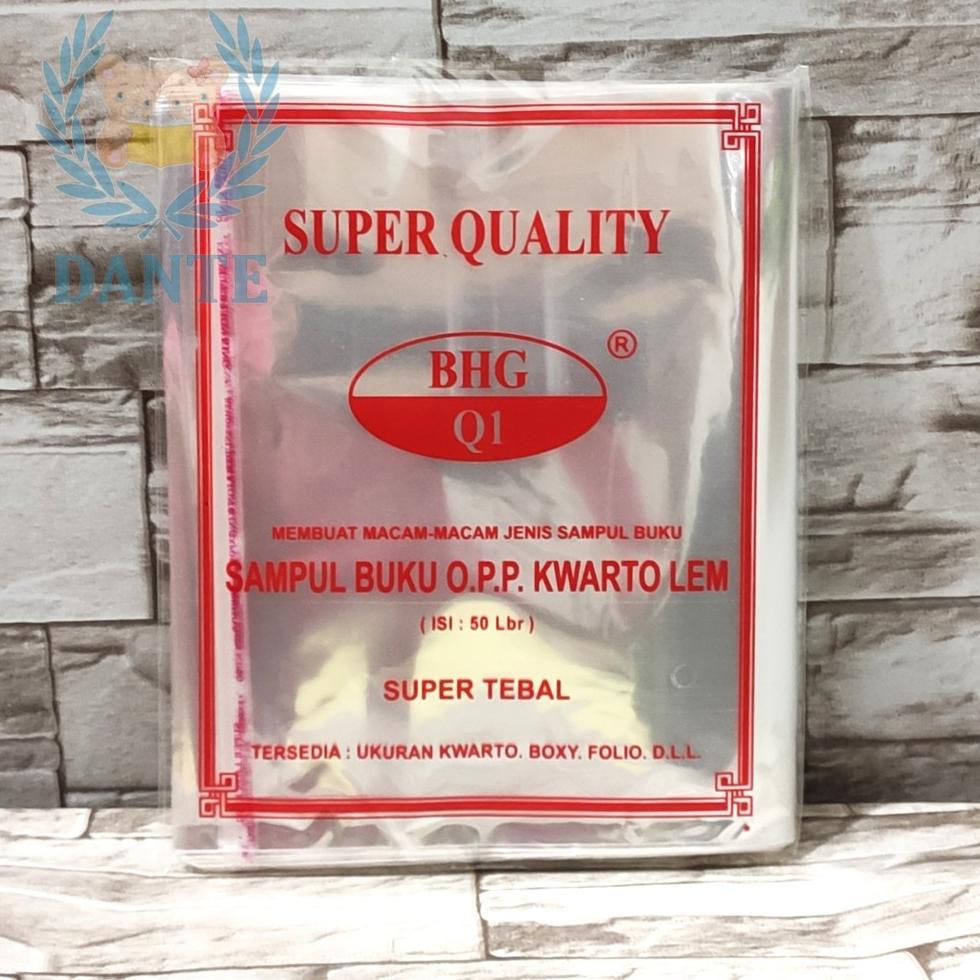 DANTE
SUPER QUALITY
BHG ®
Q1
MEMBUAT MACAM-MACAM JENIS SAMPUL BUKU
SAMPUL BUKU O.P.P. KWARTO LEM
( ISI : 50 Lbr )
SUPER TEBAL
TERSEDIA : UKURAN KWARTO. BOXY. FOLIO. D.L.L.